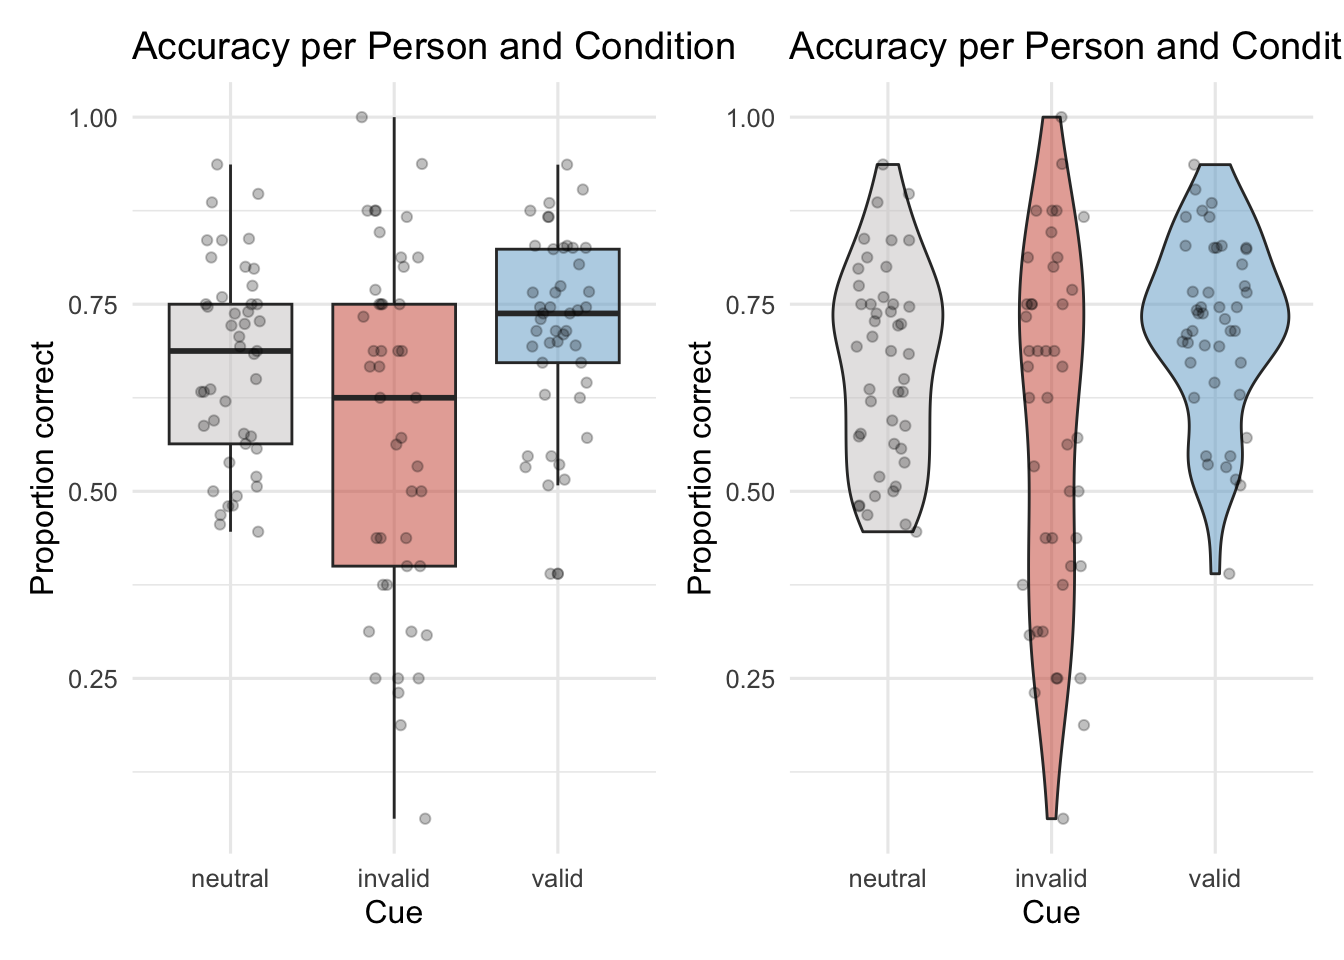 Accuracy per Person and Condition
Proportion correct
1.00
0.75
0.50
0.25
neutral invalid valid
Cue
Accuracy per Person and Condit
Proportion correct
1.00
0.75
0.50
0.25
neutral invalid valid
Cue